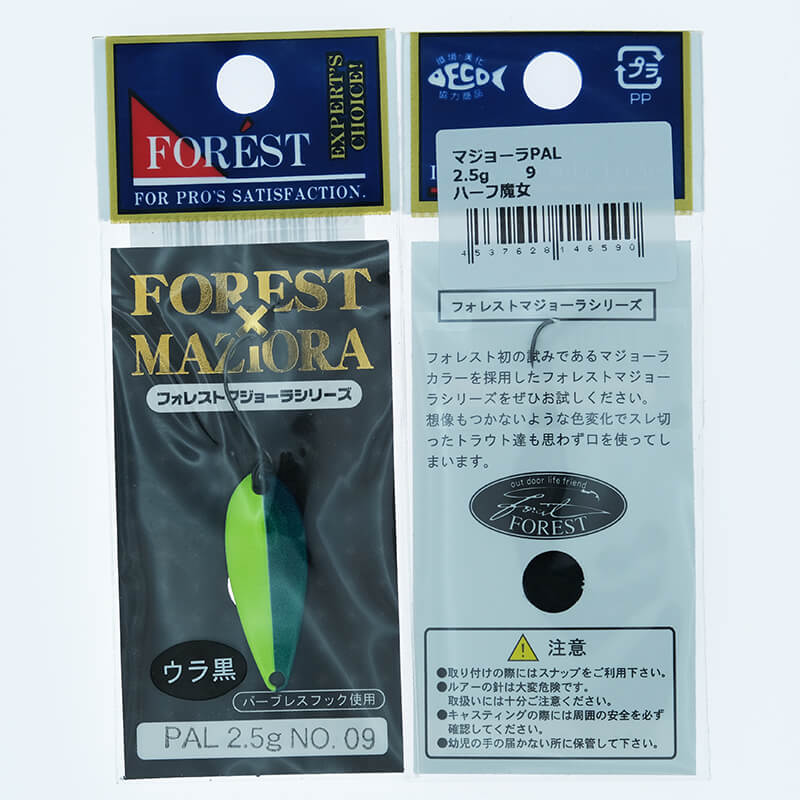 FORÉST
FOR PRO'S SATISFACTION.
EXPERT'S
CHOICE!
FOREST
×
MAZIORA
フォレストマジョーラシリーズ
ウラ黒
バーブレスフック使用
PAL 2.5g NO. 09
環境・美化
ECO
協力商品
プラ
PP
マジョーラPAL
2.5g 9
ハーフ魔女
4537628146590
フォレストマジョーラシリーズ
フォレスト初の試みであるマジョーラ
カラーを採用したフォレストマジョー
ラシリーズをぜひお試しください。
想像もつかないような色変化でスレ切
ったトラウト達も思わず口を使ってし
まいます。
out door life friend
Forest
FOREST
注意
●取り付けの際にはスナップをご利用下さい。
●ルアーの針は大変危険です。
取扱いには十分ご注意ください。
●キャスティングの際には周囲の安全を必ず
確認してください。
●幼児の手の届かない所に保管して下さい。